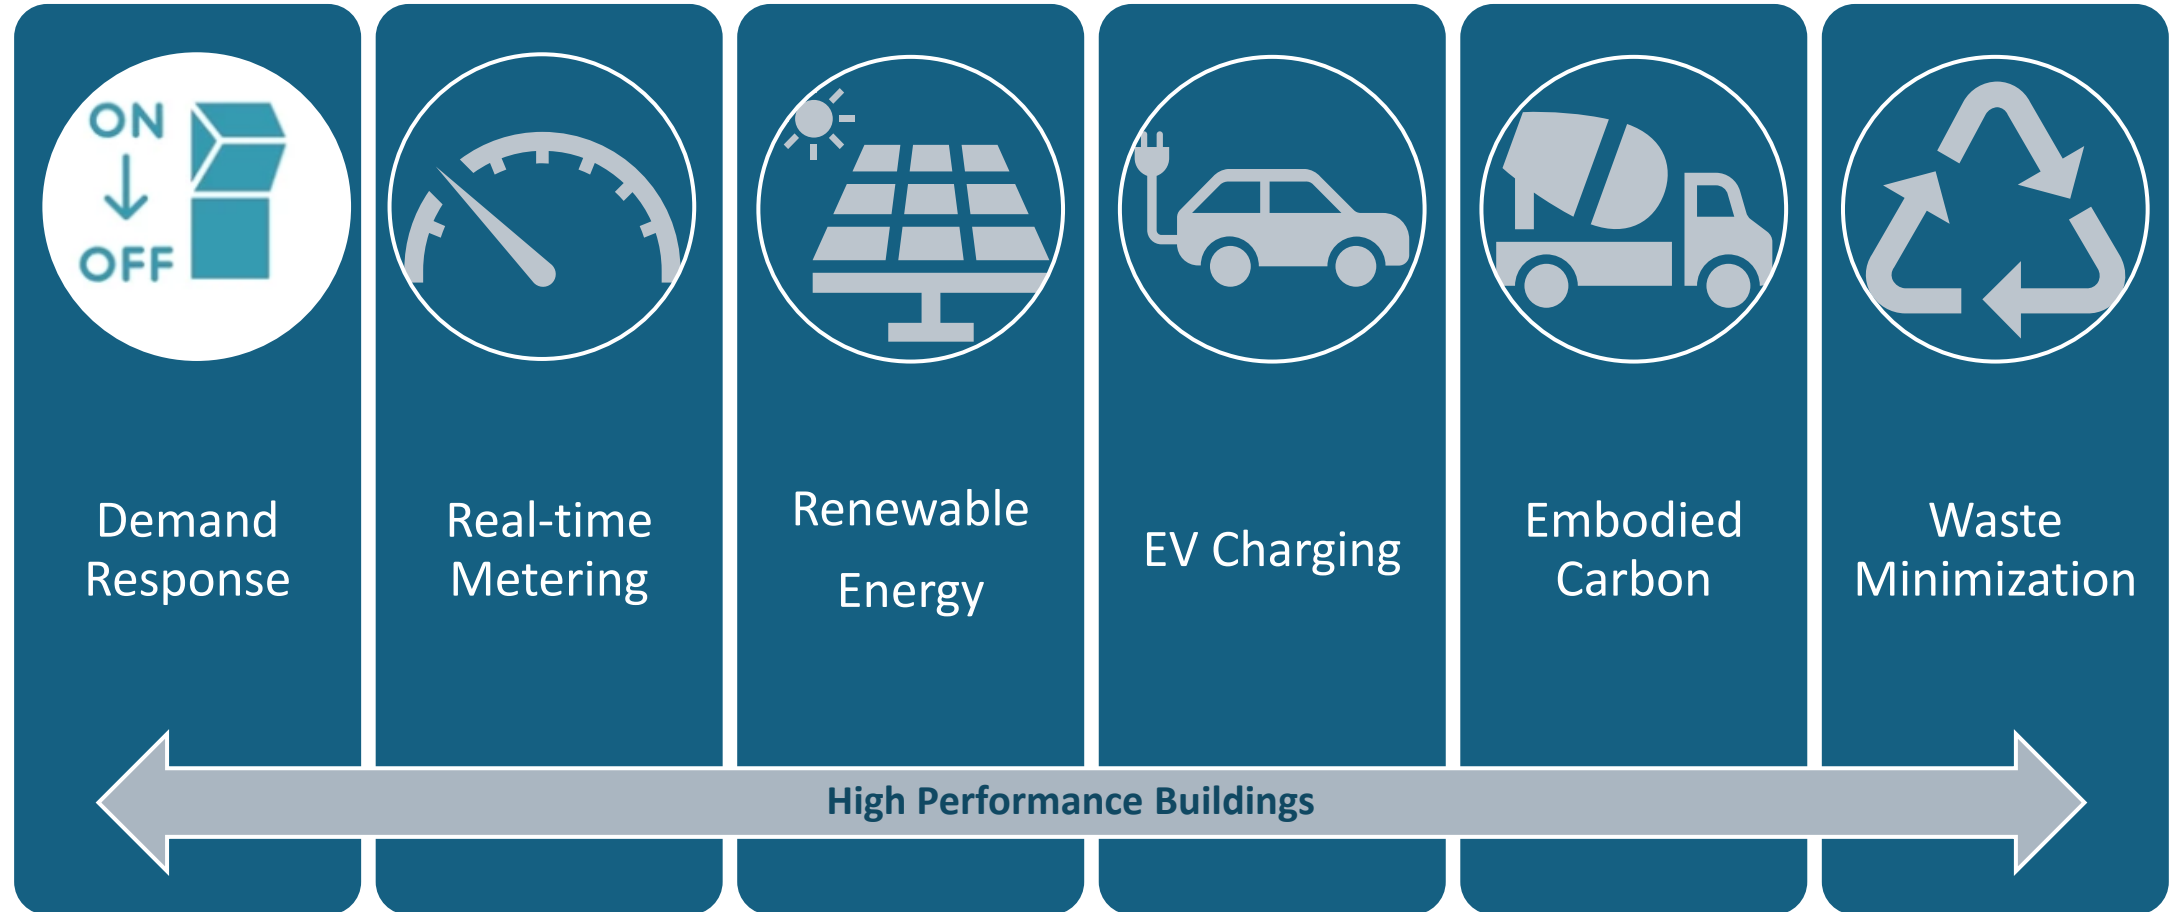 ON
OFF
Demand
Response
Real-time
Metering
Renewable
Energy
EV Charging
Embodied
Carbon
Waste
Minimization
High Performance Buildings